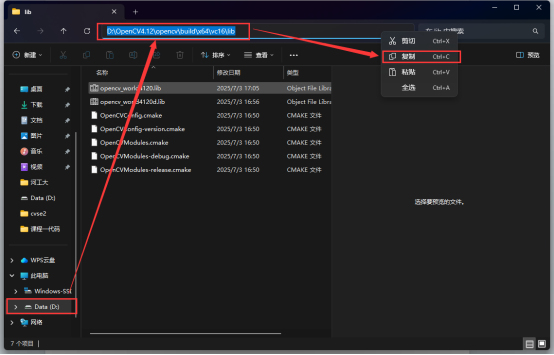 lib
D:\OpenCV4.12\opencv\build\x64\vc16\lib
在 lib 中搜索
新建
排序
查看
预览
剪切 Ctrl+X
复制 Ctrl+C
粘贴 Ctrl+V
全选 Ctrl+A
名称 修改日期 类型
opencv_world4120.lib 2025/7/3 17:05 Object File Libr
opencv_world4120d.lib 2025/7/3 16:56 Object File Libr
OpenCVConfig.cmake 2025/7/3 16:50 CMAKE 文件
OpenCVConfig-version.cmake 2025/7/3 16:50 CMAKE 文件
OpenCVModules.cmake 2025/7/3 16:50 CMAKE 文件
OpenCVModules-debug.cmake 2025/7/3 16:50 CMAKE 文件
OpenCVModules-release.cmake 2025/7/3 16:50 CMAKE 文件
桌面
下载
文档
图片
音乐
视频
河工大
Data (D:)
cvse2
课程一代码
WPS云盘
此电脑
Windows-SSD
Data (D:)
网络
选择要预览的文件。
7 个项目